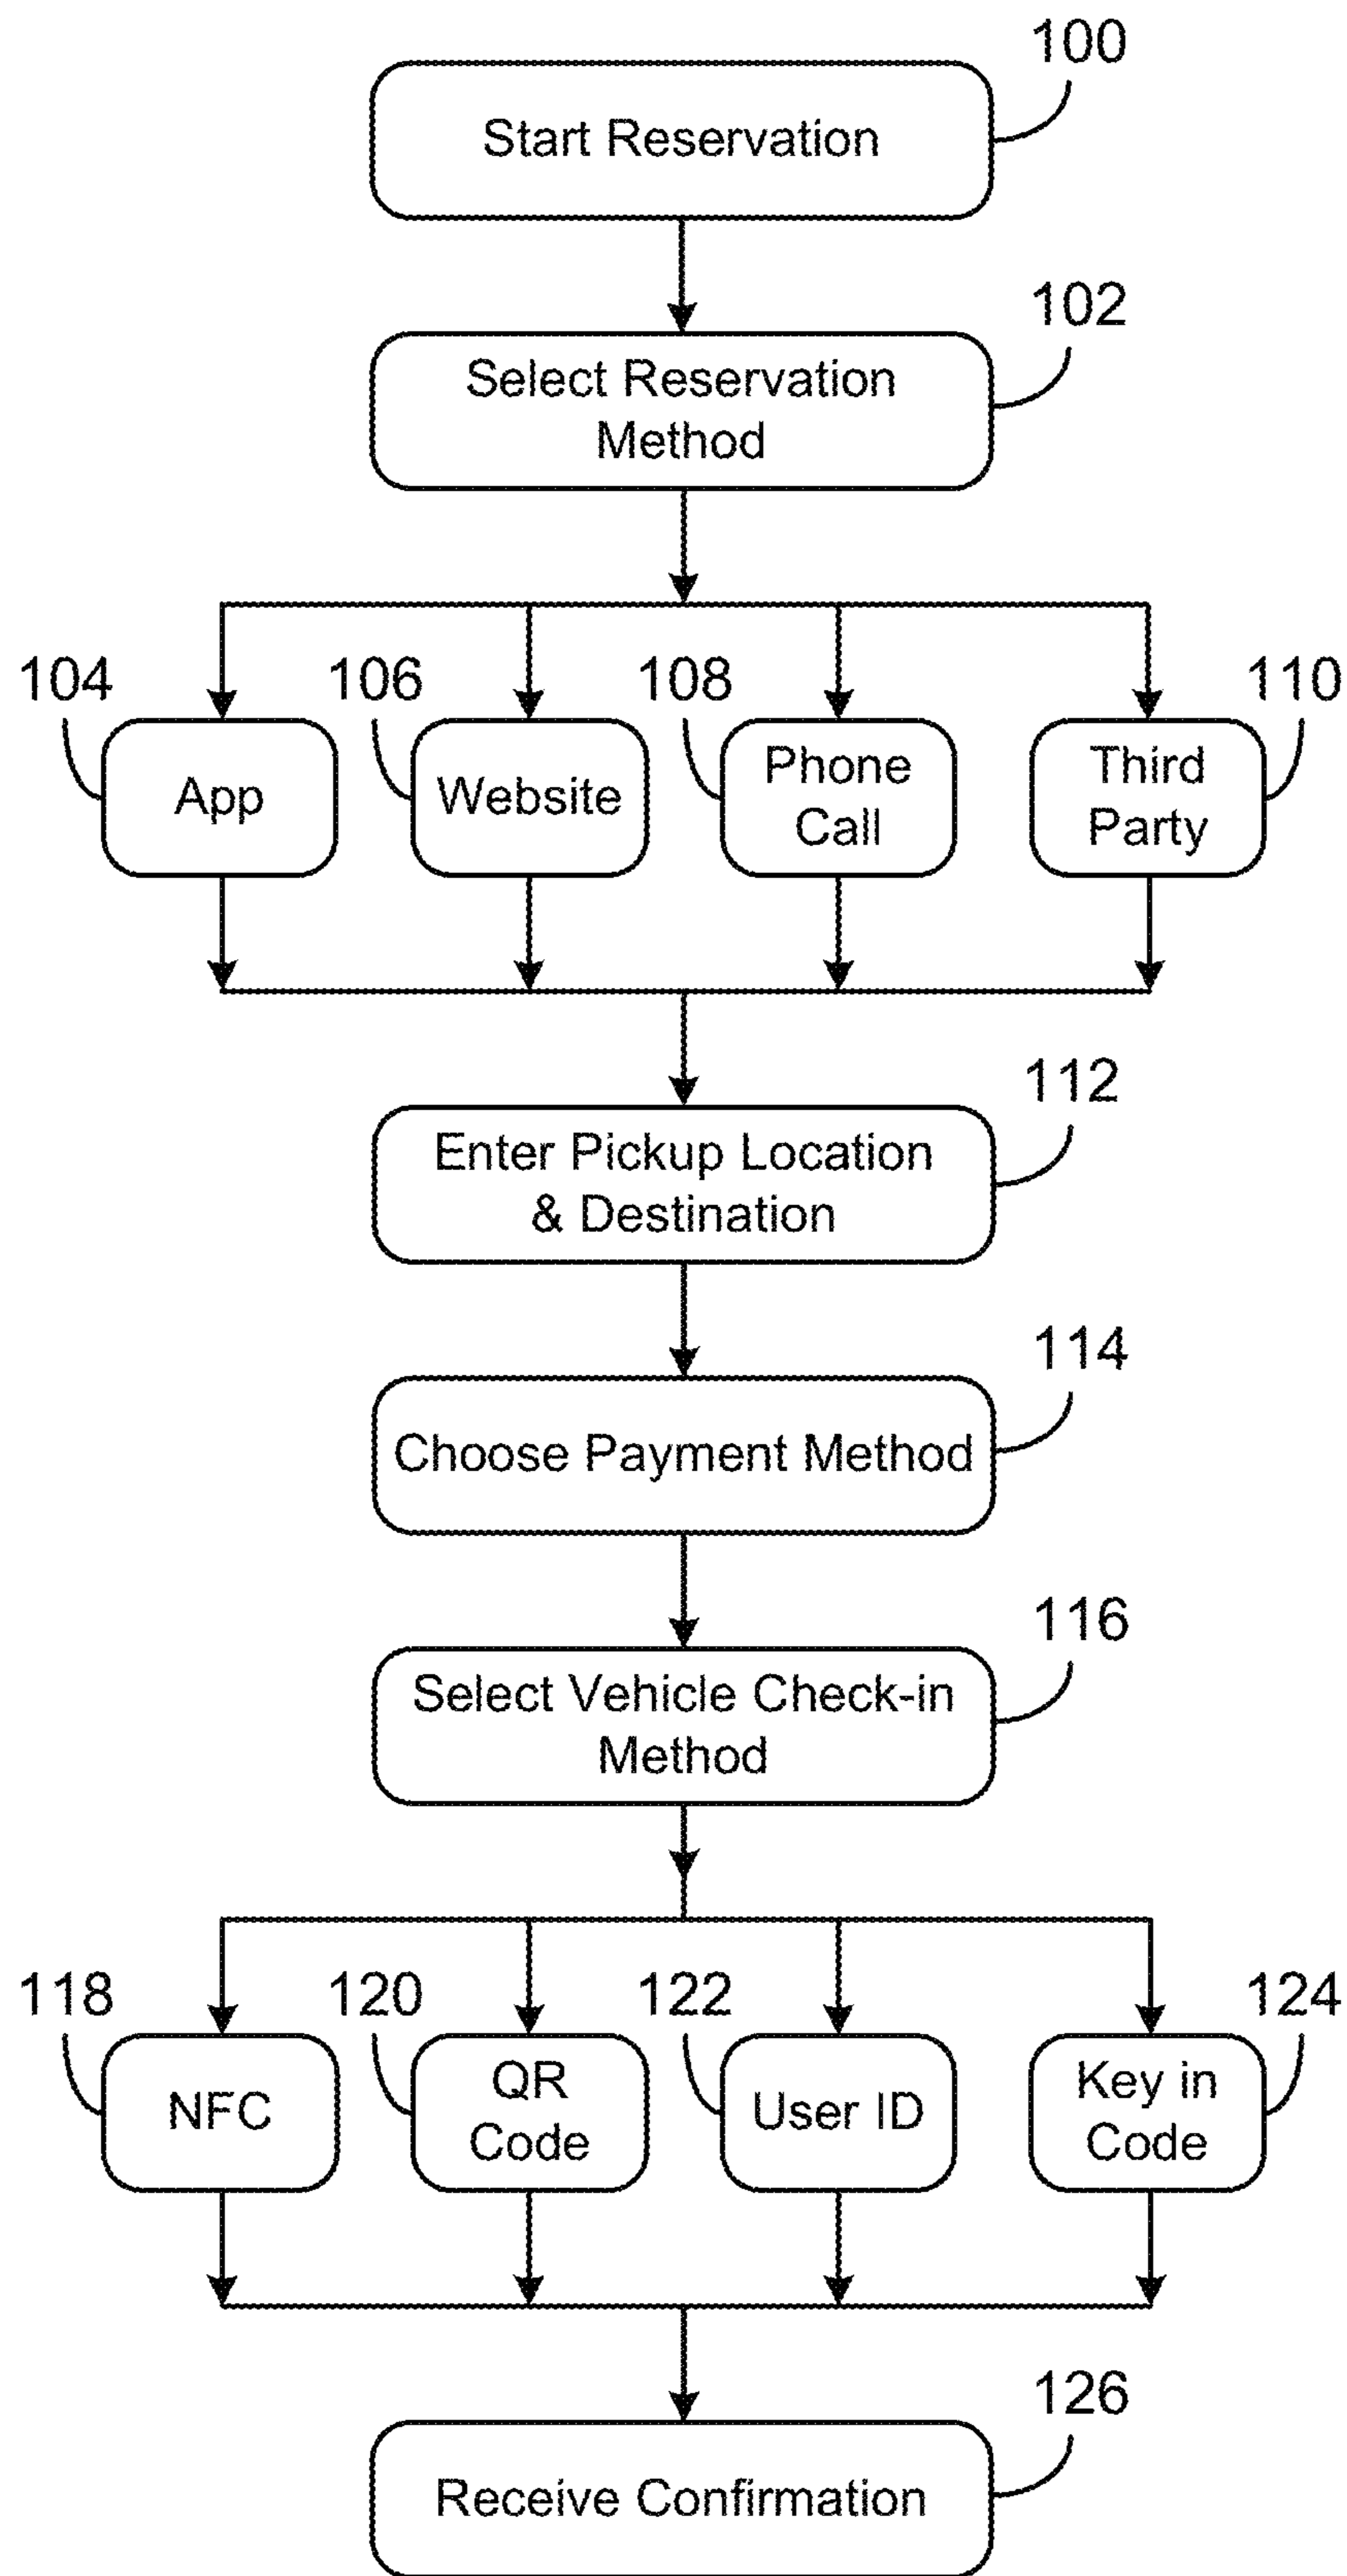 100
Start Reservation
102
Select Reservation
Method
104
106
108
110
App
Website
Phone
Call
Third
Party
112
Enter Pickup Location
& Destination
114
Choose Payment Method
116
Select Vehicle Check-in
Method
118
120
122
124
NFC
QR
Code
User ID
Key in
Code
126
Receive Confirmation